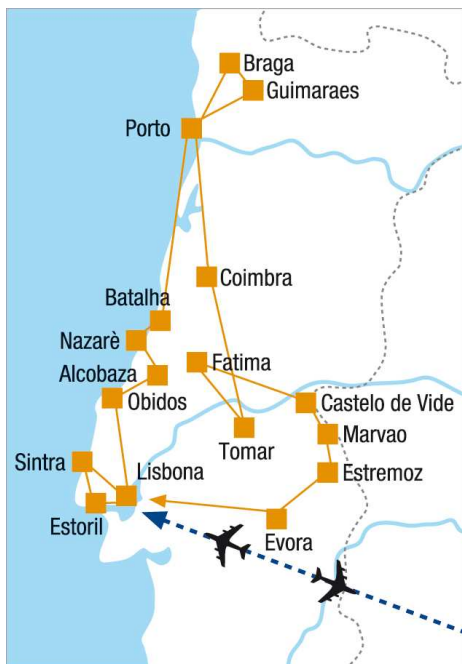 Braga
Guimaraes
Porto
Coimbra
Batalha
Nazarè
Fatima
Alcobaza
Obidos
Castelo de Vide
Marvao
Tomar
Sintra
Lisbona
Estremoz
Estoril
Evora